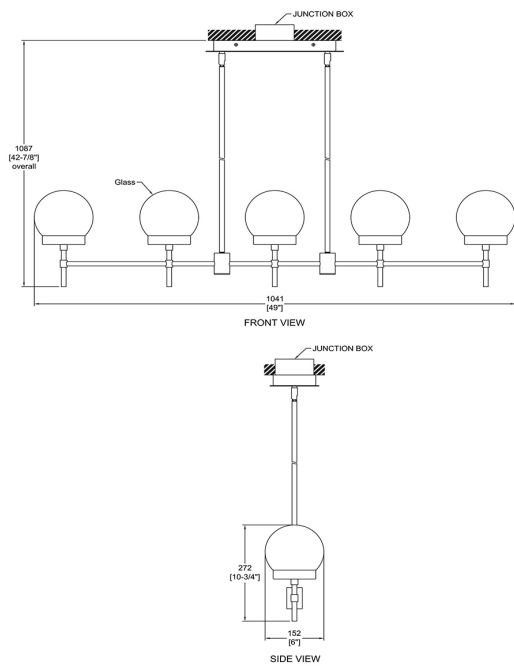 JUNCTION BOX
1087
[42-7/8"]
overall
Glass
1041
[49"]
FRONT VIEW
JUNCTION BOX
272
[10-3/4"]
152
[6"]
SIDE VIEW